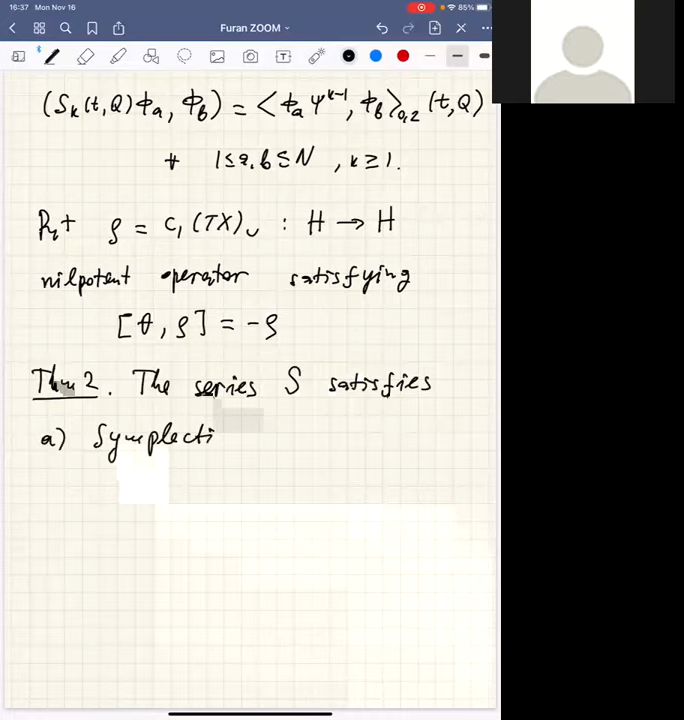 16:37 Mon Nov 16
85%
Furan ZOOM
(S_k(t,Q)ϕ_a, ϕ_b) = ⟨ϕ_a ψ^{k-1}, ϕ_b⟩_{0,2}(t,Q)
∀ 1≤a,b≤N, k≥1.
ρ = c_1(TX)∪ : H → H
nilpotent operator satisfying
[θ, ρ] = -ρ
Thm 2. The series S satisfies
a) Symplecti